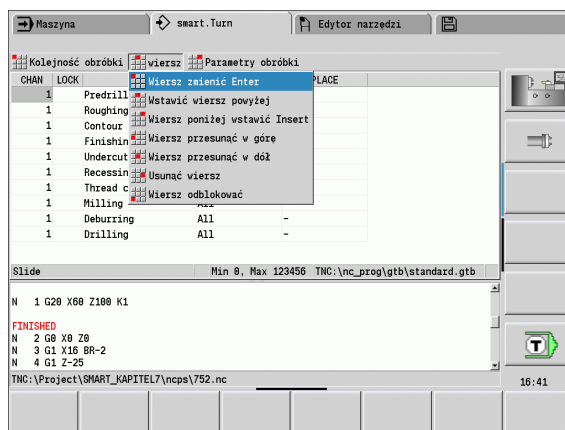 Maszyna smart.Turn Edytor narzędzi
Kolejność obróbki wiersz Parametry obróbki
CHAN LOCK PLACE
Wiersz zmienić Enter
Wstawić wiersz powyżej
Wiersz poniżej wstawić Insert
Wiersz przesunąć w górę
Wiersz przesunąć w dół
Usunąć wiersz
Wiersz odblokować
1 Predrill
1 Roughing
1 Contour
1 Finishin
1 Undercut
1 Recessin
1 Thread c
1 Milling All
1 Deburring All -
1 Drilling All -
Slide Min 0, Max 123456 TNC:\nc_prog\gtb\standard.gtb
N 1 G20 X60 Z100 K1
FINISHED
N 2 G0 X0 Z0
N 3 G1 X16 BR-2
N 4 G1 Z-25
TNC:\Project\SMART_KAPITEL7\ncps\752.nc
T
16:41